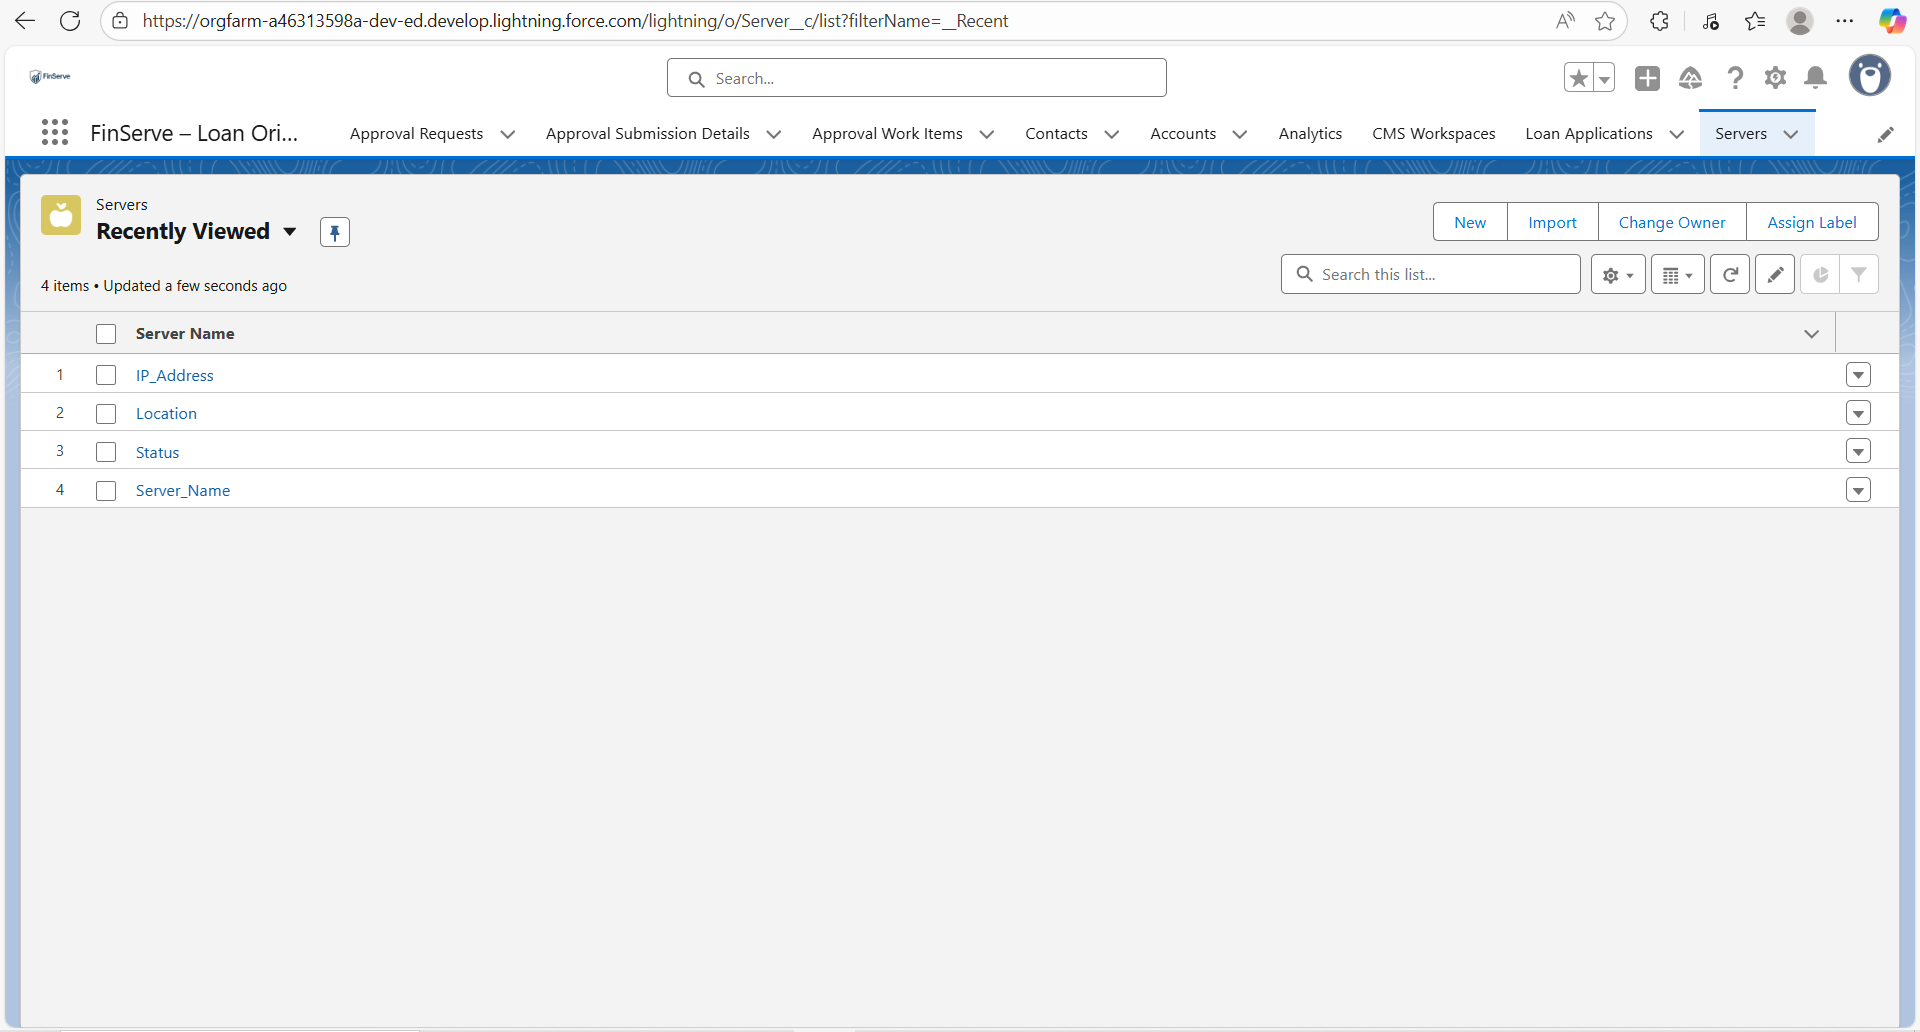 https://orgfarm-a46313598a-dev-ed.develop.lightning.force.com/lightning/o/Server__c/list?filterName=__Recent
FinServe
Search...
FinServe – Loan Ori...
Approval Requests
Approval Submission Details
Approval Work Items
Contacts
Accounts
Analytics
CMS Workspaces
Loan Applications
Servers
Servers
Recently Viewed
New
Import
Change Owner
Assign Label
4 items • Updated a few seconds ago
Search this list...
Server Name
1 IP_Address
2 Location
3 Status
4 Server_Name